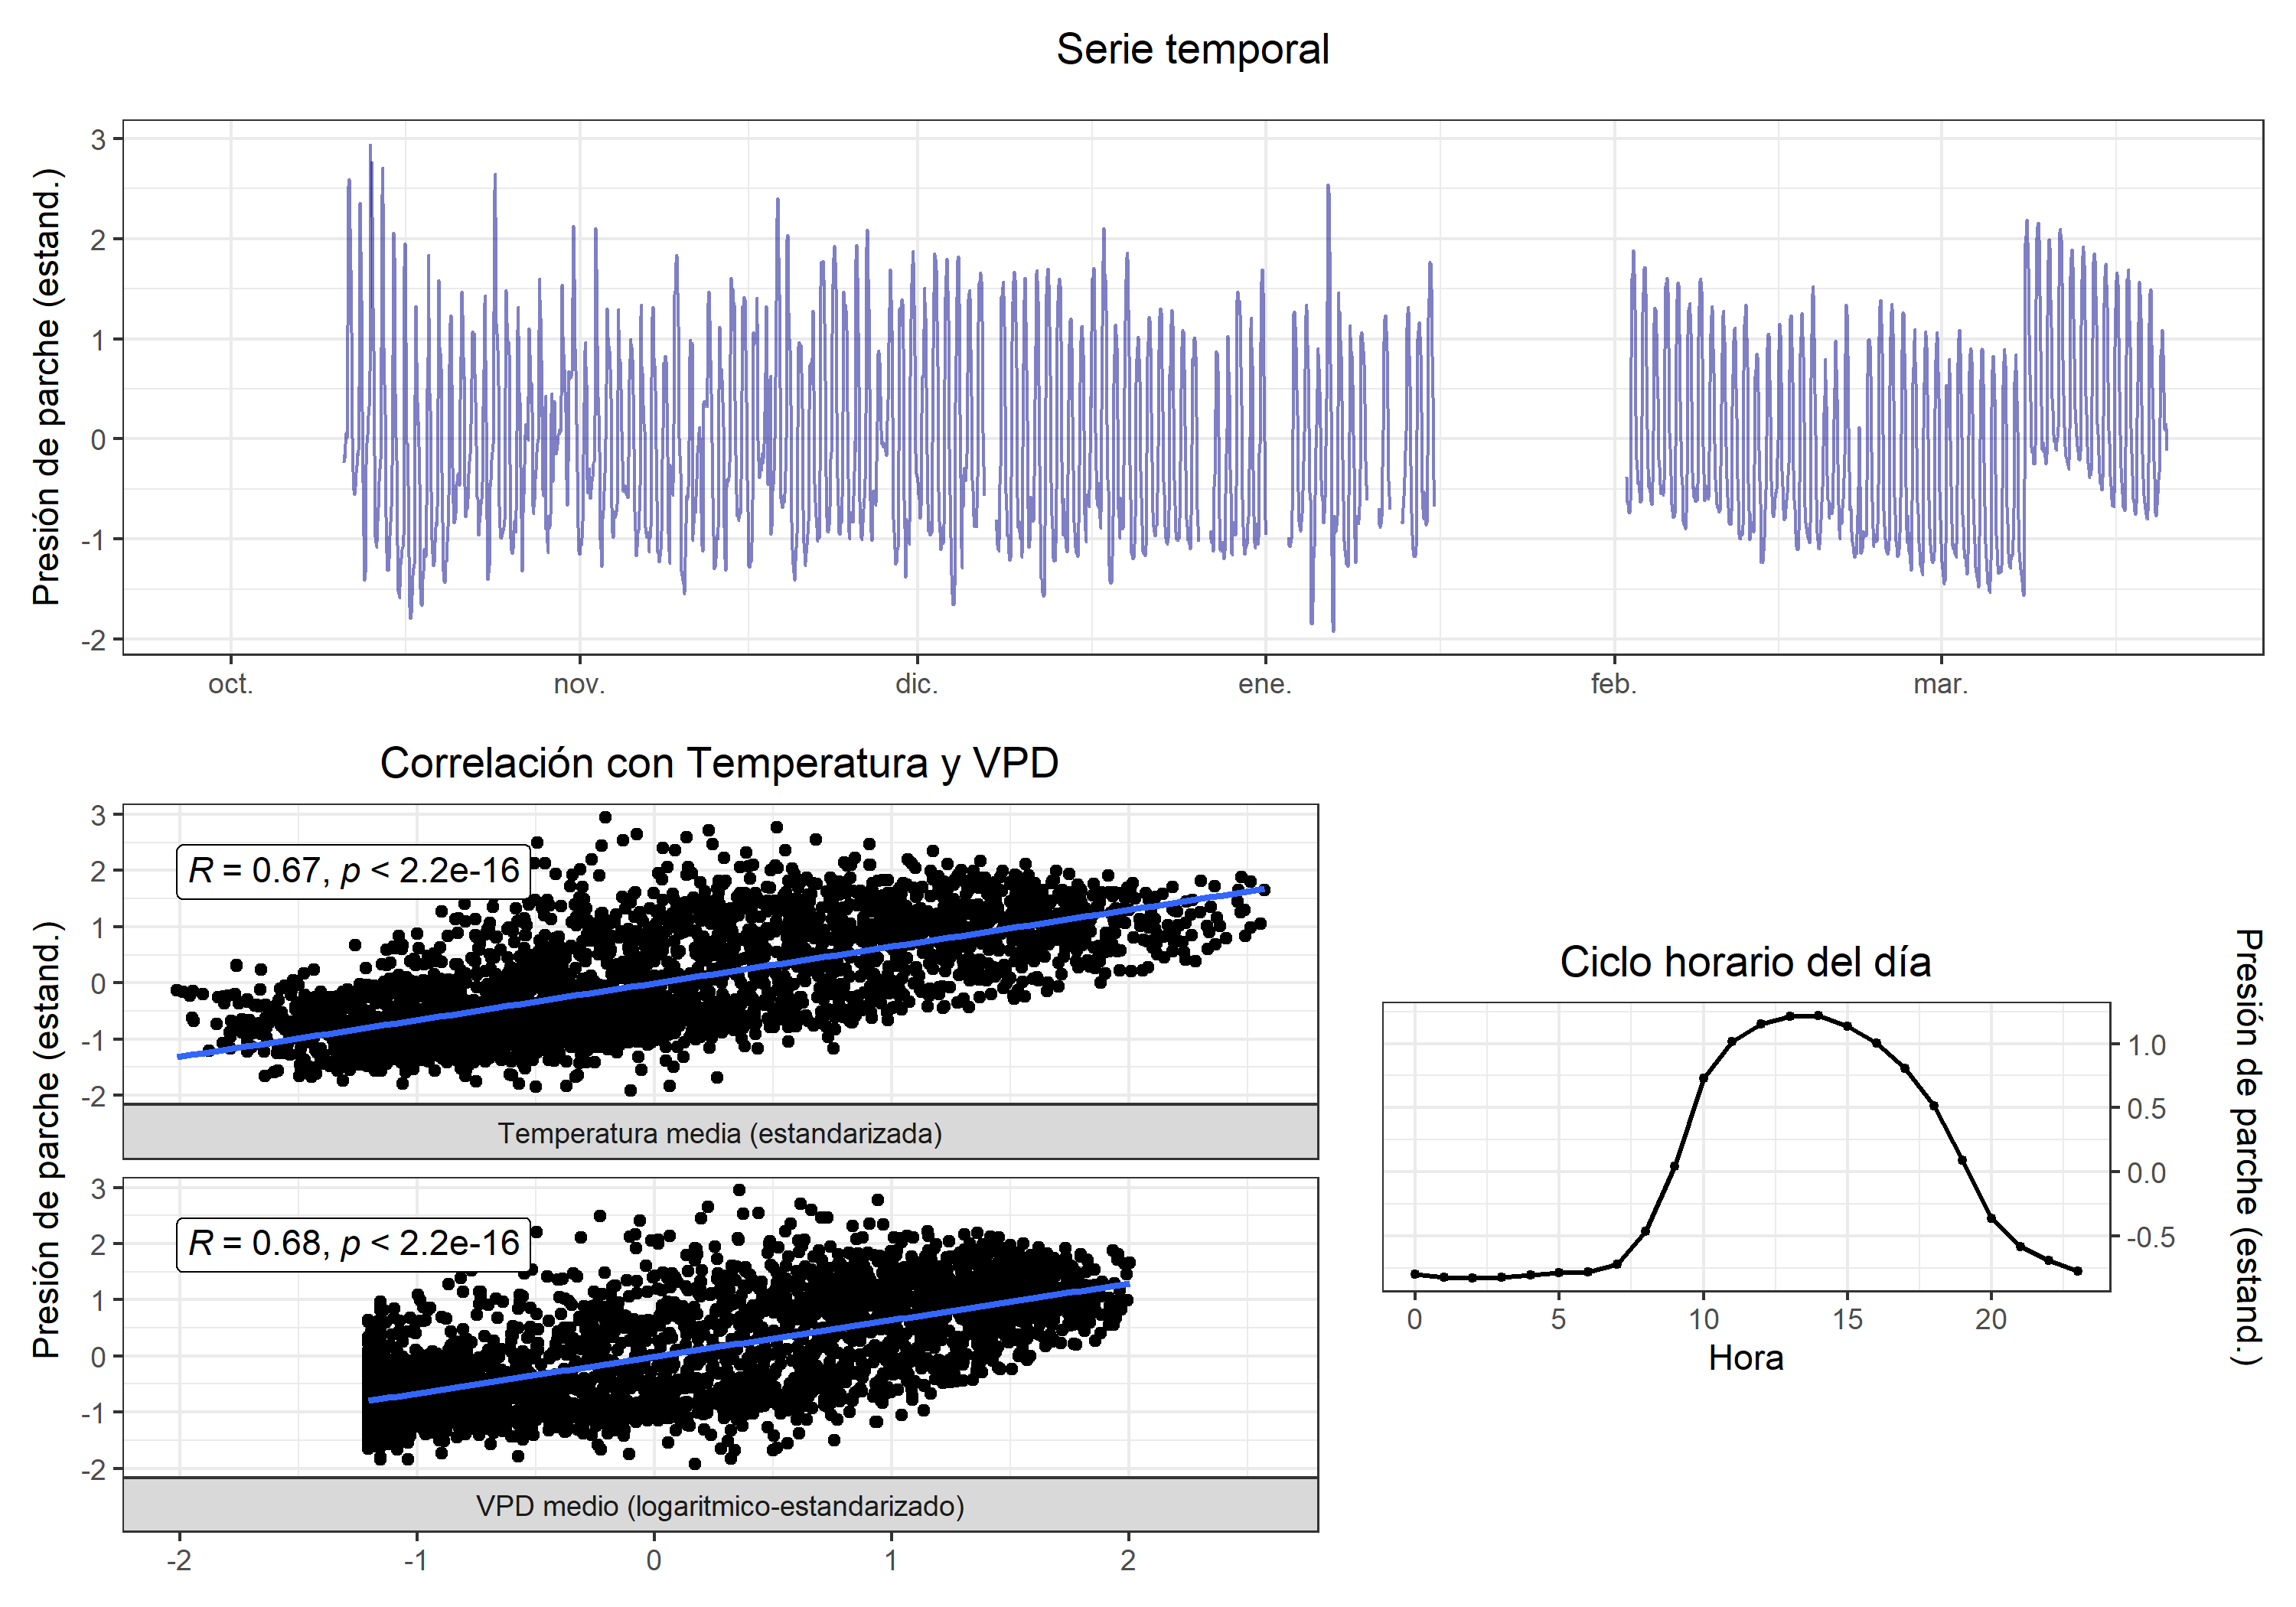 Serie temporal
Presión de parche (estand.)
3
2
1
0
-1
-2
oct.
nov.
dic.
ene.
feb.
mar.
Correlación con Temperatura y VPD
Presión de parche (estand.)
3
2
1
0
-1
-2
R = 0.67, p < 2.2e-16
Temperatura media (estandarizada)
3
2
1
0
-1
-2
R = 0.68, p < 2.2e-16
VPD medio (logaritmico-estandarizado)
-2
-1
0
1
2
Ciclo horario del día
1.0
0.5
0.0
-0.5
Presión de parche (estand.)
0
5
10
15
20
Hora